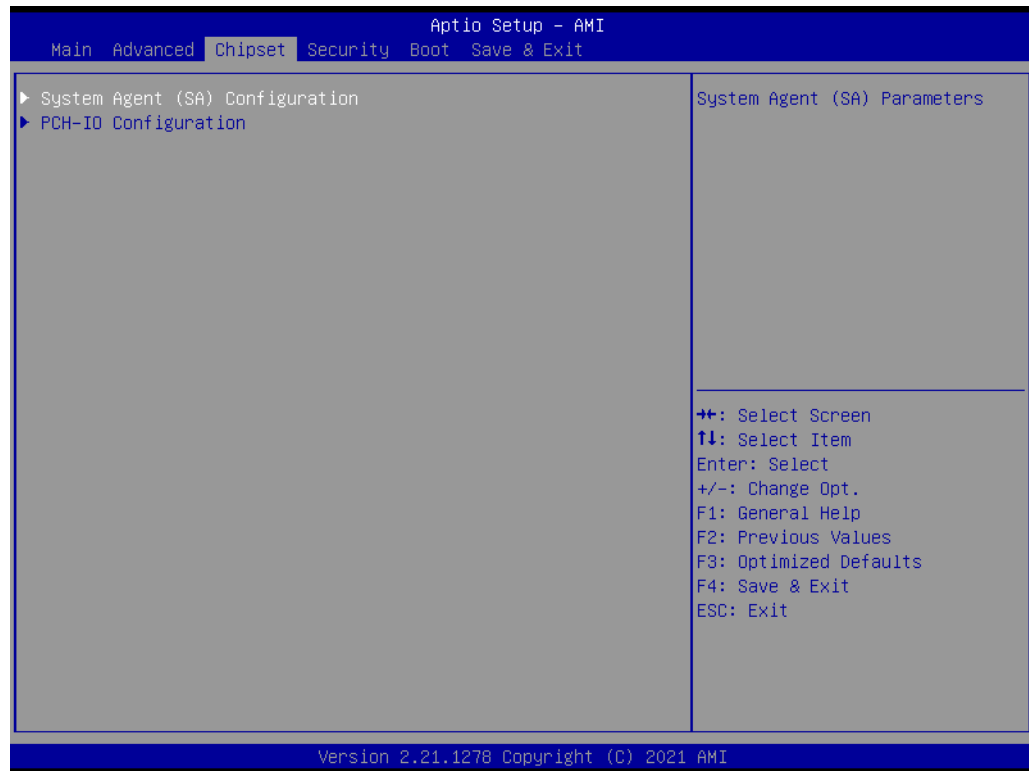 Aptio Setup – AMI
Main Advanced Chipset Security Boot Save & Exit
▶ System Agent (SA) Configuration
▶ PCH-IO Configuration
System Agent (SA) Parameters
→←: Select Screen
↑↓: Select Item
Enter: Select
+/-: Change Opt.
F1: General Help
F2: Previous Values
F3: Optimized Defaults
F4: Save & Exit
ESC: Exit
Version 2.21.1278 Copyright (C) 2021 AMI